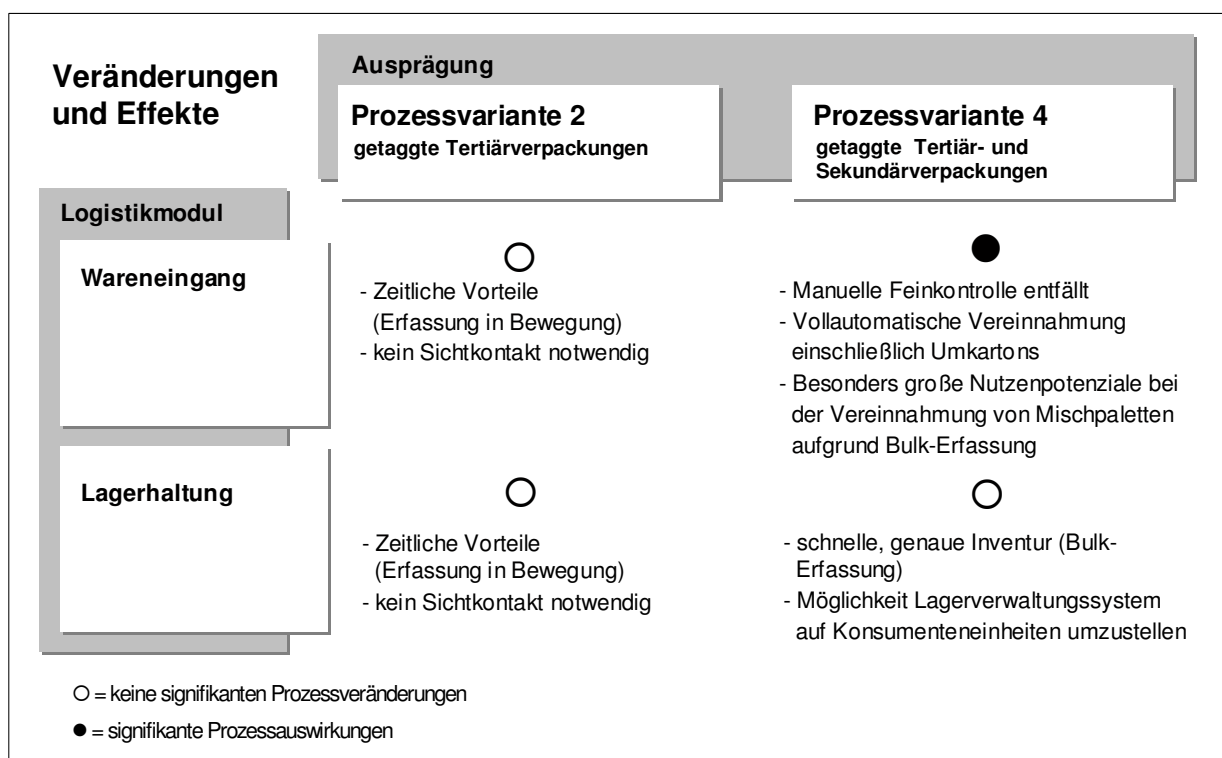 Veränderungen
und Effekte
Ausprägung
Prozessvariante 2
getaggte Tertiärverpackungen
Prozessvariante 4
getaggte Tertiär- und
Sekundärverpackungen
Logistikmodul
Wareneingang
- Zeitliche Vorteile
(Erfassung in Bewegung)
- kein Sichtkontakt notwendig
- Manuelle Feinkontrolle entfällt
- Vollautomatische Vereinnahmung
einschließlich Umkartons
- Besonders große Nutzenpotenziale bei
der Vereinnahmung von Mischpaletten
aufgrund Bulk-Erfassung
Lagerhaltung
- Zeitliche Vorteile
(Erfassung in Bewegung)
- kein Sichtkontakt notwendig
- schnelle, genaue Inventur (Bulk-
Erfassung)
- Möglichkeit Lagerverwaltungssystem
auf Konsumenteneinheiten umzustellen
○ = keine signifikanten Prozessveränderungen
● = signifikante Prozessauswirkungen